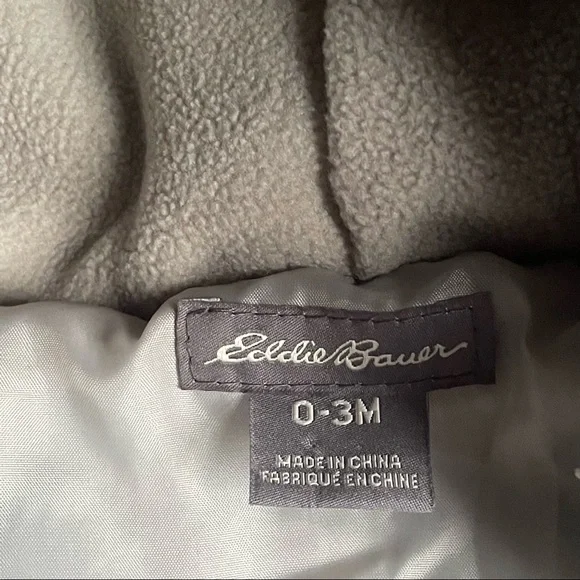 Eddie Bauer
0-3M
MADE IN CHINA
FABRIQUÉ EN CHINE